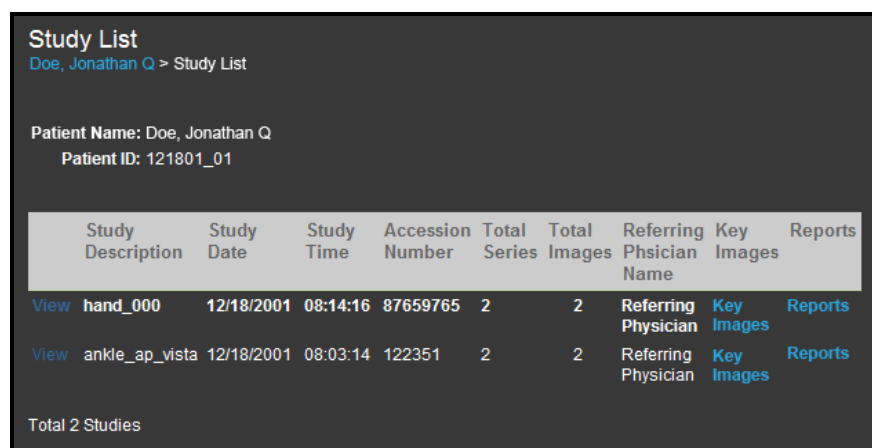 Study List
Doe, Jonathan Q > Study List
Patient Name: Doe, Jonathan Q
Patient ID: 121801_01
Study Description Study Date Study Time Accession Number Total Series Total Images Referring Phsician Name Key Images Reports
View hand_000 12/18/2001 08:14:16 87659765 2 2 Referring Physician Key Images Reports
View ankle_ap_vista 12/18/2001 08:03:14 122351 2 2 Referring Physician Key Images Reports
Total 2 Studies